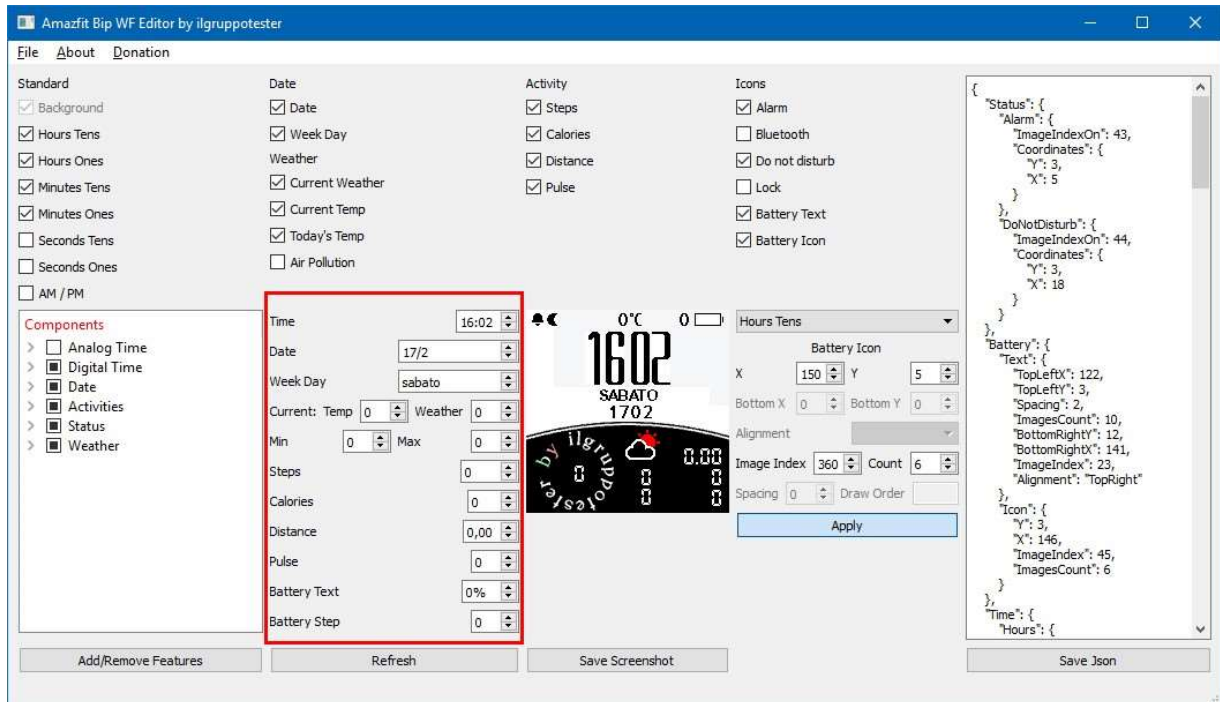 Amazfit Bip WF Editor by ilgruppotester
File About Donation
Standard
Background
Hours Tens
Hours Ones
Minutes Tens
Minutes Ones
Seconds Tens
Seconds Ones
AM / PM
Date
Date
Week Day
Weather
Current Weather
Current Temp
Today's Temp
Air Pollution
Activity
Steps
Calories
Distance
Pulse
Icons
Alarm
Bluetooth
Do not disturb
Lock
Battery Text
Battery Icon
Components
Analog Time
Digital Time
Date
Activities
Status
Weather
Time 16:02
Date 17/2
Week Day sabato
Current: Temp 0 Weather 0
Min 0 Max 0
Steps 0
Calories 0
Distance 0,00
Pulse 0
Battery Text 0%
Battery Step 0
0°C 0
1602
SABATO
1702
by ilgruppotester
0
0.00
0 0
0 0
Hours Tens
Battery Icon
X 150 Y 5
Bottom X 0 Bottom Y 0
Alignment
Image Index 360 Count 6
Spacing 0 Draw Order
Apply
{
"Status": {
"Alarm": {
"ImageIndexOn": 43,
"Coordinates": {
"Y": 3,
"X": 5
}
},
"DoNotDisturb": {
"ImageIndexOn": 44,
"Coordinates": {
"Y": 3,
"X": 18
}
},
"Battery": {
"Text": {
"TopLeftX": 122,
"TopLeftY": 3,
"Spacing": 2,
"ImagesCount": 10,
"BottomRightY": 12,
"BottomRightX": 141,
"ImageIndex": 23,
"Alignment": "TopRight"
},
"Icon": {
"Y": 3,
"X": 146,
"ImageIndex": 45,
"ImagesCount": 6
}
},
"Time": {
"Hours": {
Add/Remove Features
Refresh
Save Screenshot
Save Json